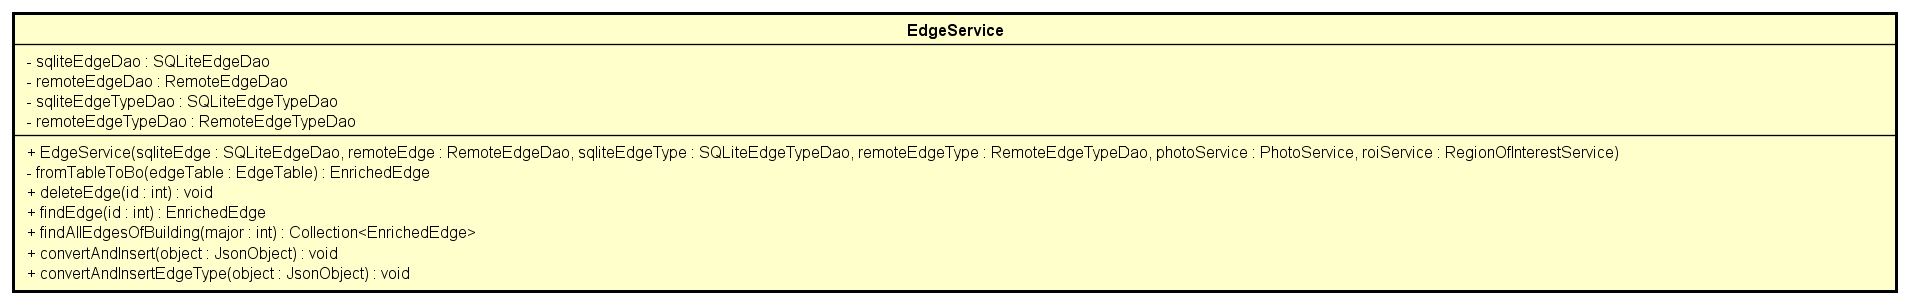 EdgeService
- sqliteEdgeDao : SQLiteEdgeDao
- remoteEdgeDao : RemoteEdgeDao
- sqliteEdgeTypeDao : SQLiteEdgeTypeDao
- remoteEdgeTypeDao : RemoteEdgeTypeDao
+ EdgeService(sqliteEdge : SQLiteEdgeDao, remoteEdge : RemoteEdgeDao, sqliteEdgeType : SQLiteEdgeTypeDao, remoteEdgeType : RemoteEdgeTypeDao, photoService : PhotoService, roiService : RegionOfInterestService)
- fromTableToBo(edgeTable : EdgeTable) : EnrichedEdge
+ deleteEdge(id : int) : void
+ findEdge(id : int) : EnrichedEdge
+ findAllEdgesOfBuilding(major : int) : Collection<EnrichedEdge>
+ convertAndInsert(object : JsonObject) : void
+ convertAndInsertEdgeType(object : JsonObject) : void